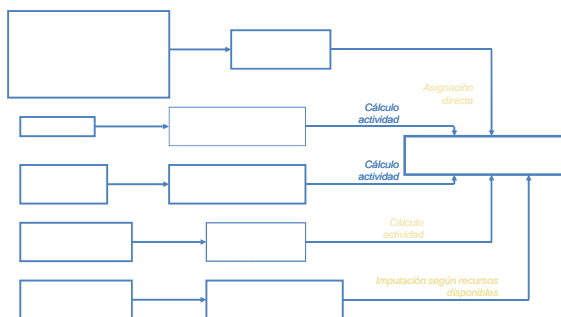 Asignación
directa
Cálculo
actividad
Cálculo
actividad
Cálculo
actividad
Imputación según recursos
disponibles